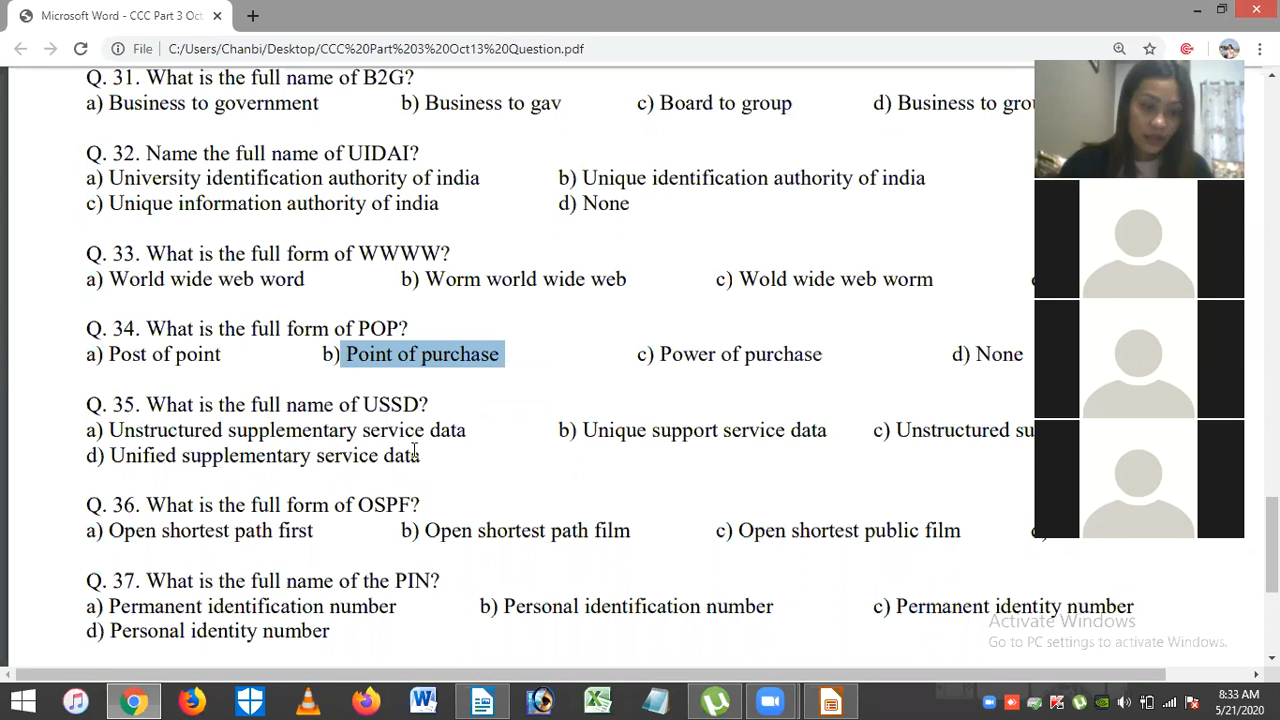 Microsoft Word - CCC Part 3 Oct
File C:/Users/Chanbi/Desktop/CCC%20Part%203%20Oct13%20Question.pdf
Q. 31. What is the full name of B2G?
a) Business to government b) Business to gav c) Board to group d) Business to
Q. 32. Name the full name of UIDAI?
a) University identification authority of india b) Unique identification authority of india
c) Unique information authority of india d) None
Q. 33. What is the full form of WWWW?
a) World wide web word b) Worm world wide web c) Wold wide web worm
Q. 34. What is the full form of POP?
a) Post of point b) Point of purchase c) Power of purchase d) None
Q. 35. What is the full name of USSD?
a) Unstructured supplementary service data b) Unique support service data c) Unstructured
d) Unified supplementary service data
Q. 36. What is the full form of OSPF?
a) Open shortest path first b) Open shortest path film c) Open shortest public film
Q. 37. What is the full name of the PIN?
a) Permanent identification number b) Personal identification number c) Permanent identity number
d) Personal identity number
Activate Windows
Go to PC settings to activate Windows.
8:33 AM
5/21/2020